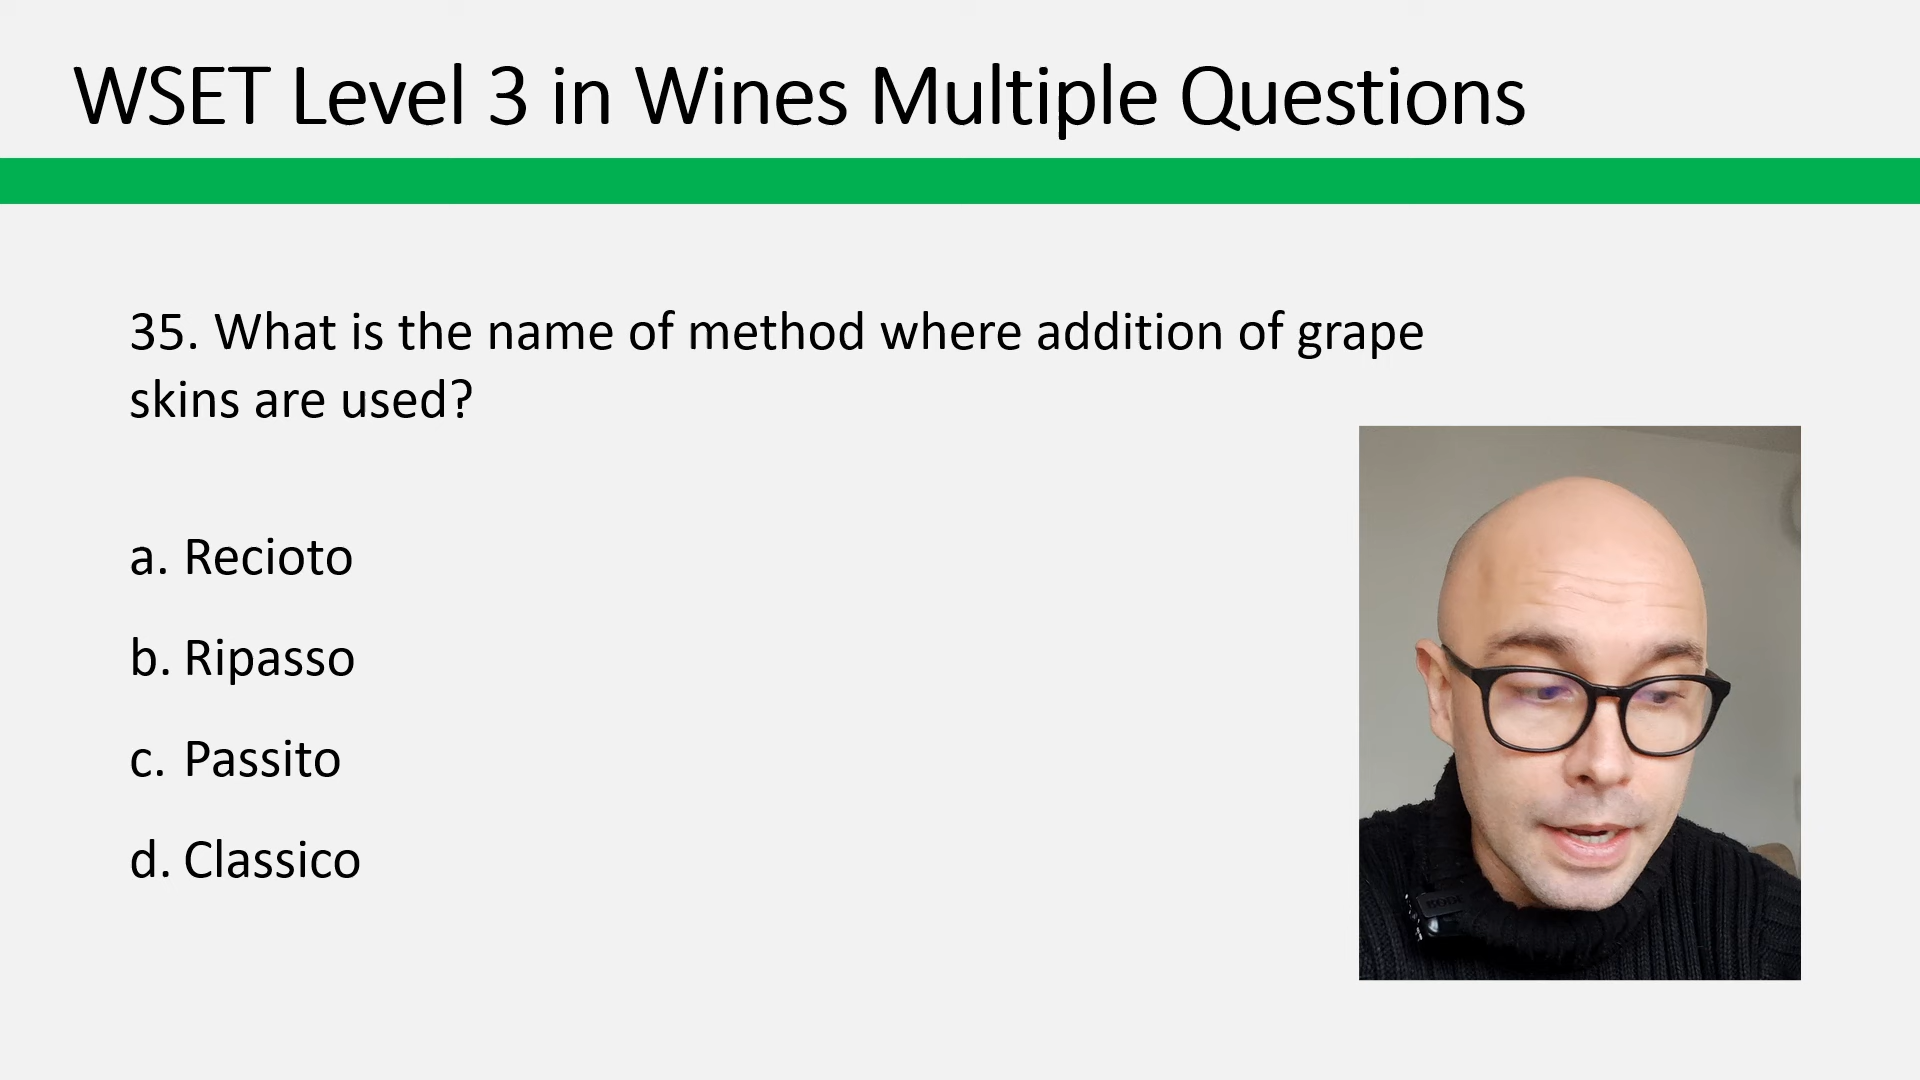 WSET Level 3 in Wines Multiple Questions
35. What is the name of method where addition of grape
skins are used?
a. Recioto
b. Ripasso
c. Passito
d. Classico